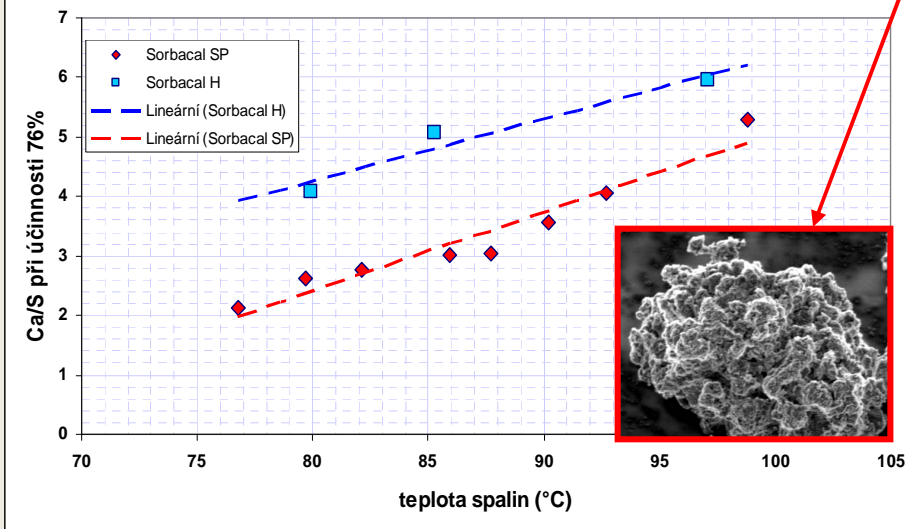 7
6
5
4
3
2
1
0
Ca/S při účinnosti 76%
Sorbacal SP
Sorbacal H
Lineární (Sorbacal H)
Lineární (Sorbacal SP)
70 75 80 85 90 95 100 105
teplota spalin (°C)